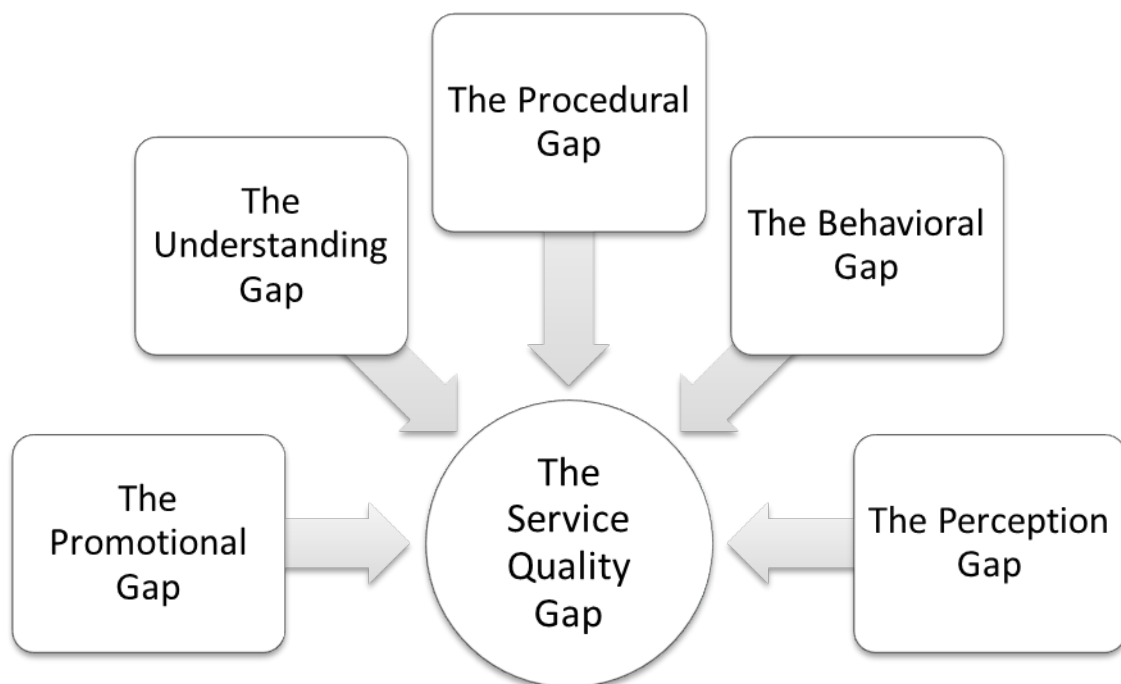 The Procedural
Gap
The
Understanding
Gap
The Behavioral
Gap
The
Promotional
Gap
The
Service
Quality
Gap
The Perception
Gap